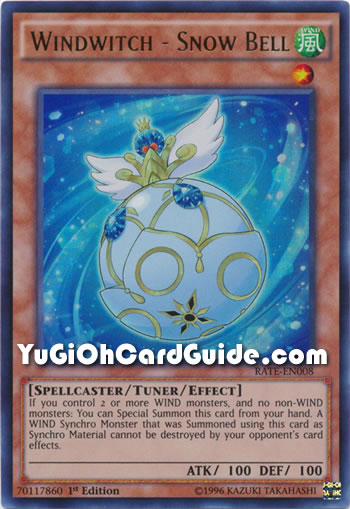 WINDWITCH - SNOW BELL
WIND
風
YuGiOhCardGuide.com
RATE-EN008
[SPELLCASTER/TUNER/EFFECT]
If you control 2 or more WIND monsters, and no non-WIND
monsters: You can Special Summon this card from your hand. A
WIND Synchro Monster that was Summoned using this card as
Synchro Material cannot be destroyed by your opponent's card
effects.
ATK/ 100 DEF/ 100
70117860 1st Edition ©1996 KAZUKI TAKAHASHI